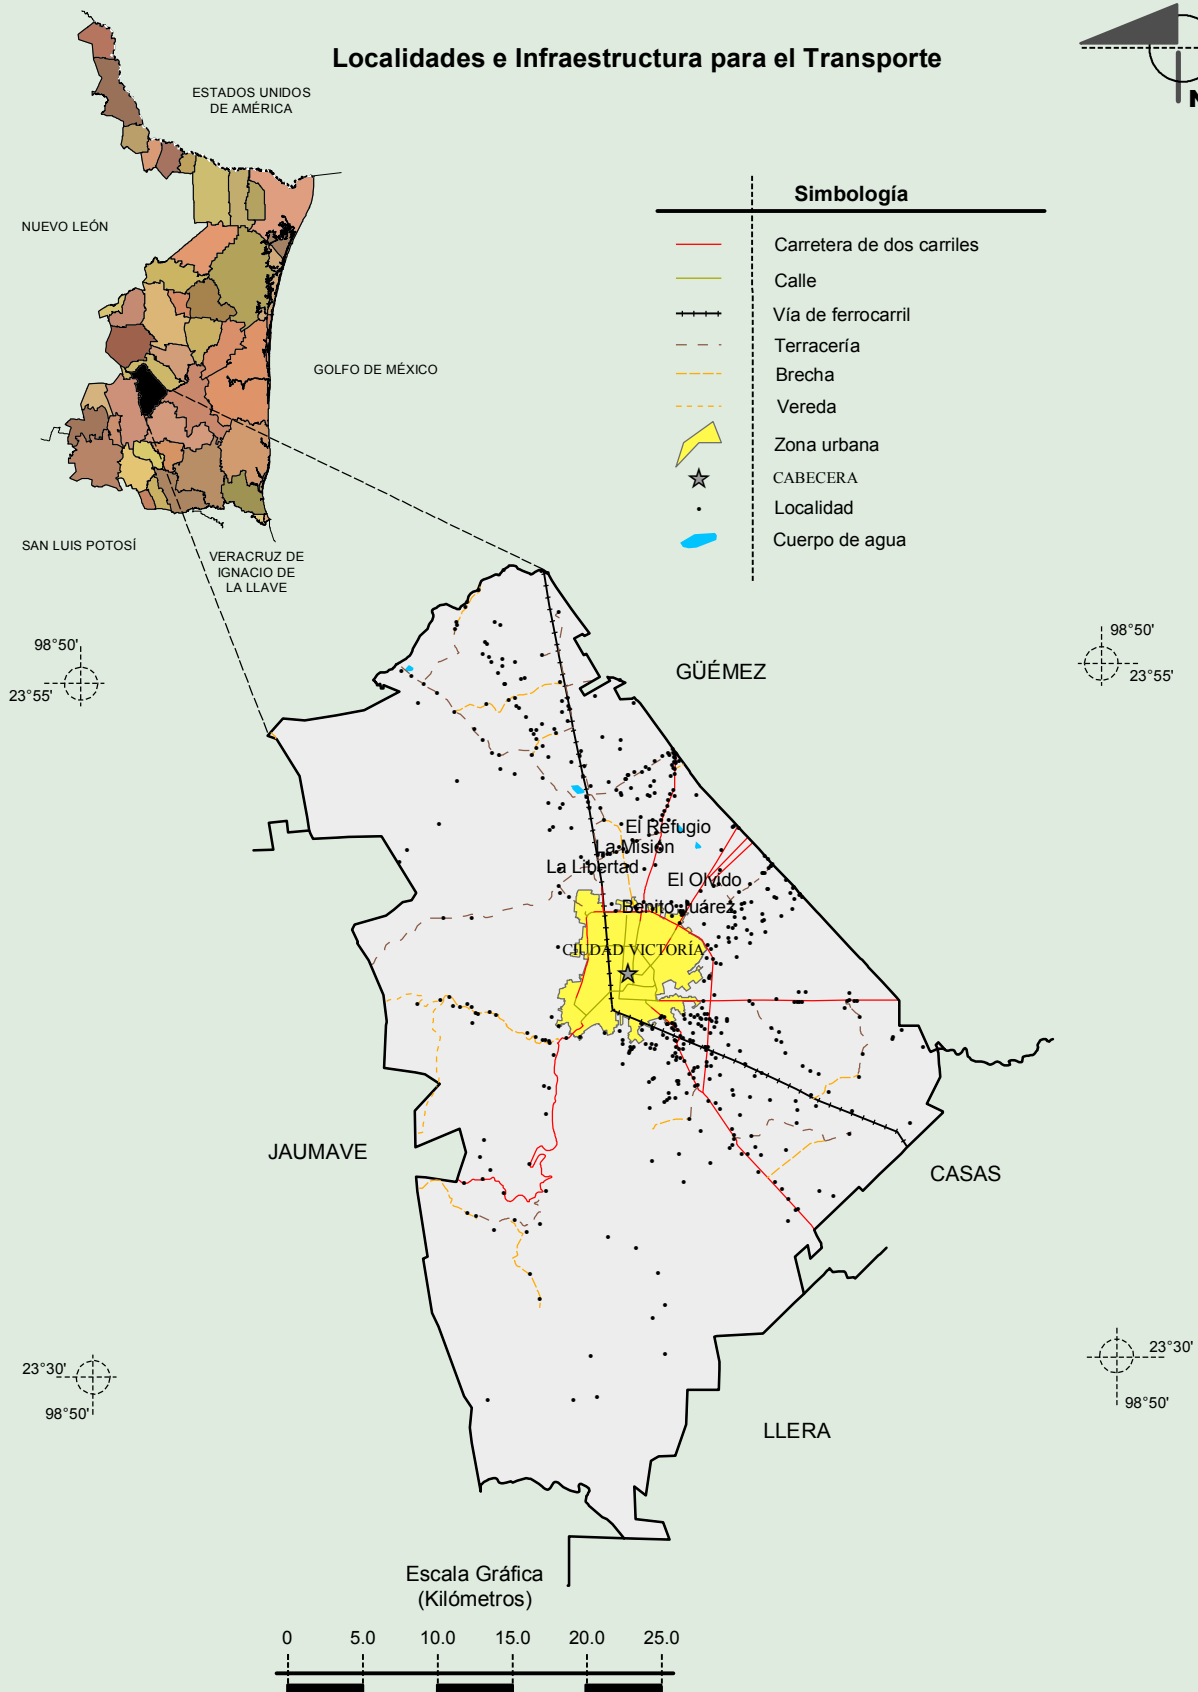 Localidades e Infraestructura para el Transporte
N
ESTADOS UNIDOS
DE AMÉRICA
NUEVO LEÓN
GOLFO DE MÉXICO
SAN LUIS POTOSÍ
VERACRUZ DE
IGNACIO DE
LA LLAVE
Simbología
Carretera de dos carriles
Calle
Vía de ferrocarril
Terracería
Brecha
Vereda
Zona urbana
CABECERA
Localidad
Cuerpo de agua
98°50'
23°55'
98°50'
23°55'
GÜÉMEZ
El Refugio
La Misión
La Libertad
El Olvido
Benito Juárez
CIUDAD VICTORÍA
JAUMAVE
CASAS
LLERA
23°30'
98°50'
23°30'
98°50'
Escala Gráfica
(Kilómetros)
0 5.0 10.0 15.0 20.0 25.0